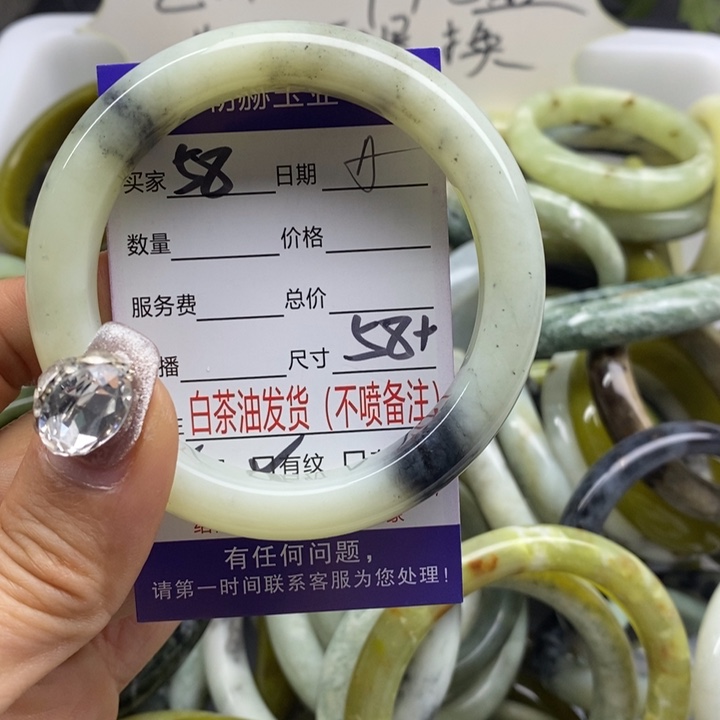 换
买家 58 日期 A
数量 价格
服务费 总价
播 尺寸 58+
白茶油发货（不喷备注）
有纹
有任何问题，
请第一时间联系客服为您处理！